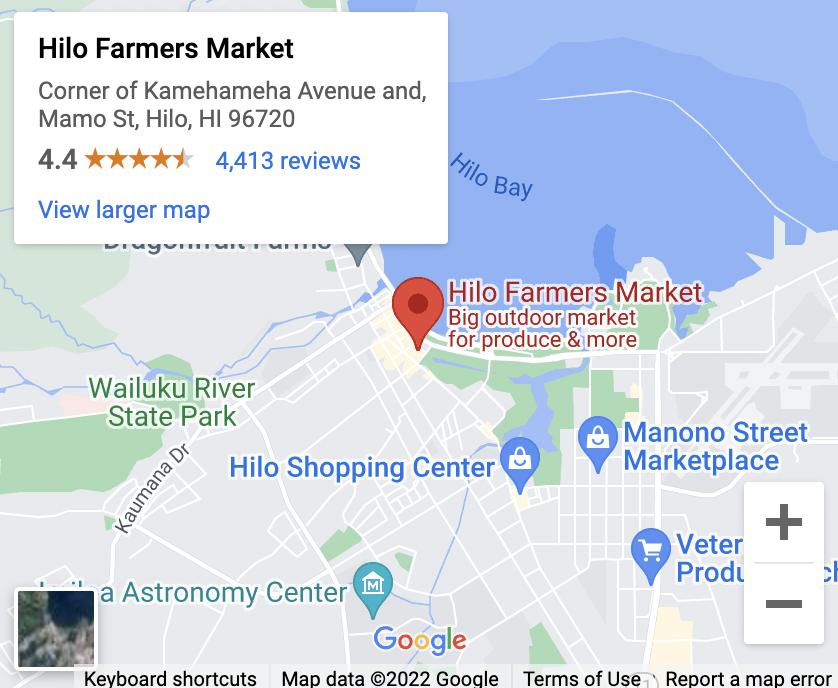 Hilo Farmers Market
Corner of Kamehameha Avenue and,
Mamo St, Hilo, HI 96720
4.4 4,413 reviews
View larger map
Hilo Bay
Dragonfruit Farms
Hilo Farmers Market
Big outdoor market
for produce & more
Wailuku River
State Park
Manono Street
Marketplace
Hilo Shopping Center
Kaumana Dr
Astronomy Center
Google
Keyboard shortcuts
Map data ©2022 Google
Terms of Use
Report a map error